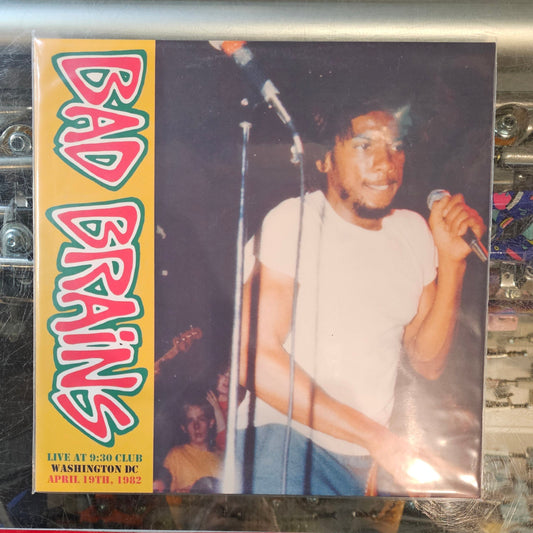 BAD BRAINS
LIVE AT 9:30 CLUB
WASHINGTON DC
APRIL 19TH, 1982